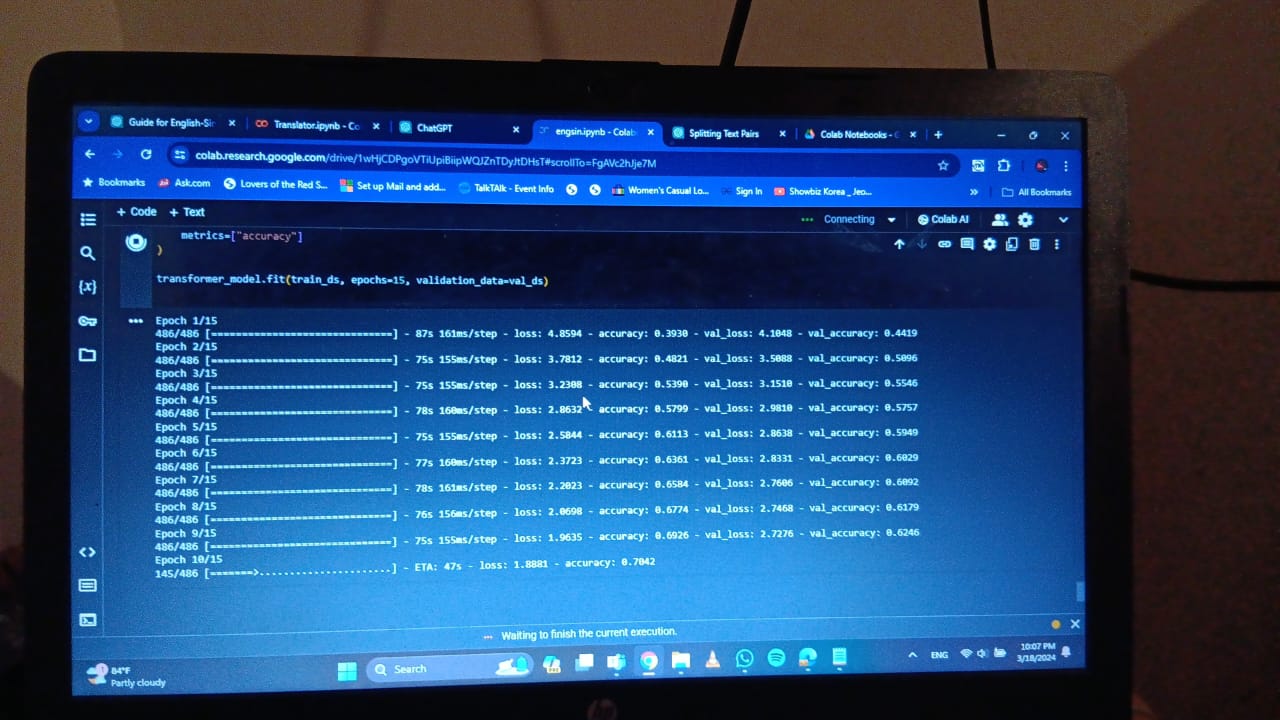 Guide for English-Sir
Translator.ipynb - Co
ChatGPT
engsin.ipynb - Colab
Splitting Text Pairs
Colab Notebooks - G
colab.research.google.com/drive/1wHjCDPgoVTiUpiBiipWQJZnTDyJtDHsT#scrollTo=FgAVc2hJje7M
Bookmarks
Ask.com
Lovers of the Red S...
Set up Mail and add...
TalkTAlk - Event Info
Women's Casual Lo...
Sign In
Showbiz Korea _ Jeo...
»
All Bookmarks
+ Code + Text
Connecting
Colab AI
metrics=["accuracy"]
)
transformer_model.fit(train_ds, epochs=15, validation_data=val_ds)
Epoch 1/15
486/486 [==============================] - 87s 161ms/step - loss: 4.8594 - accuracy: 0.3930 - val_loss: 4.1048 - val_accuracy: 0.4419
Epoch 2/15
486/486 [==============================] - 75s 155ms/step - loss: 3.7812 - accuracy: 0.4821 - val_loss: 3.5088 - val_accuracy: 0.5096
Epoch 3/15
486/486 [==============================] - 75s 155ms/step - loss: 3.2308 - accuracy: 0.5390 - val_loss: 3.1510 - val_accuracy: 0.5546
Epoch 4/15
486/486 [==============================] - 78s 160ms/step - loss: 2.8632 - accuracy: 0.5799 - val_loss: 2.9810 - val_accuracy: 0.5757
Epoch 5/15
486/486 [==============================] - 75s 155ms/step - loss: 2.5844 - accuracy: 0.6113 - val_loss: 2.8638 - val_accuracy: 0.5949
Epoch 6/15
486/486 [==============================] - 77s 160ms/step - loss: 2.3723 - accuracy: 0.6361 - val_loss: 2.8331 - val_accuracy: 0.6029
Epoch 7/15
486/486 [==============================] - 78s 161ms/step - loss: 2.2023 - accuracy: 0.6584 - val_loss: 2.7606 - val_accuracy: 0.6092
Epoch 8/15
486/486 [==============================] - 76s 156ms/step - loss: 2.0698 - accuracy: 0.6774 - val_loss: 2.7468 - val_accuracy: 0.6179
Epoch 9/15
486/486 [==============================] - 75s 155ms/step - loss: 1.9635 - accuracy: 0.6926 - val_loss: 2.7276 - val_accuracy: 0.6246
Epoch 10/15
145/486 [=======>......................] - ETA: 47s - loss: 1.8881 - accuracy: 0.7042
Waiting to finish the current execution.
84°F
Partly cloudy
Search
ENG
10:07 PM
3/18/2024
hp